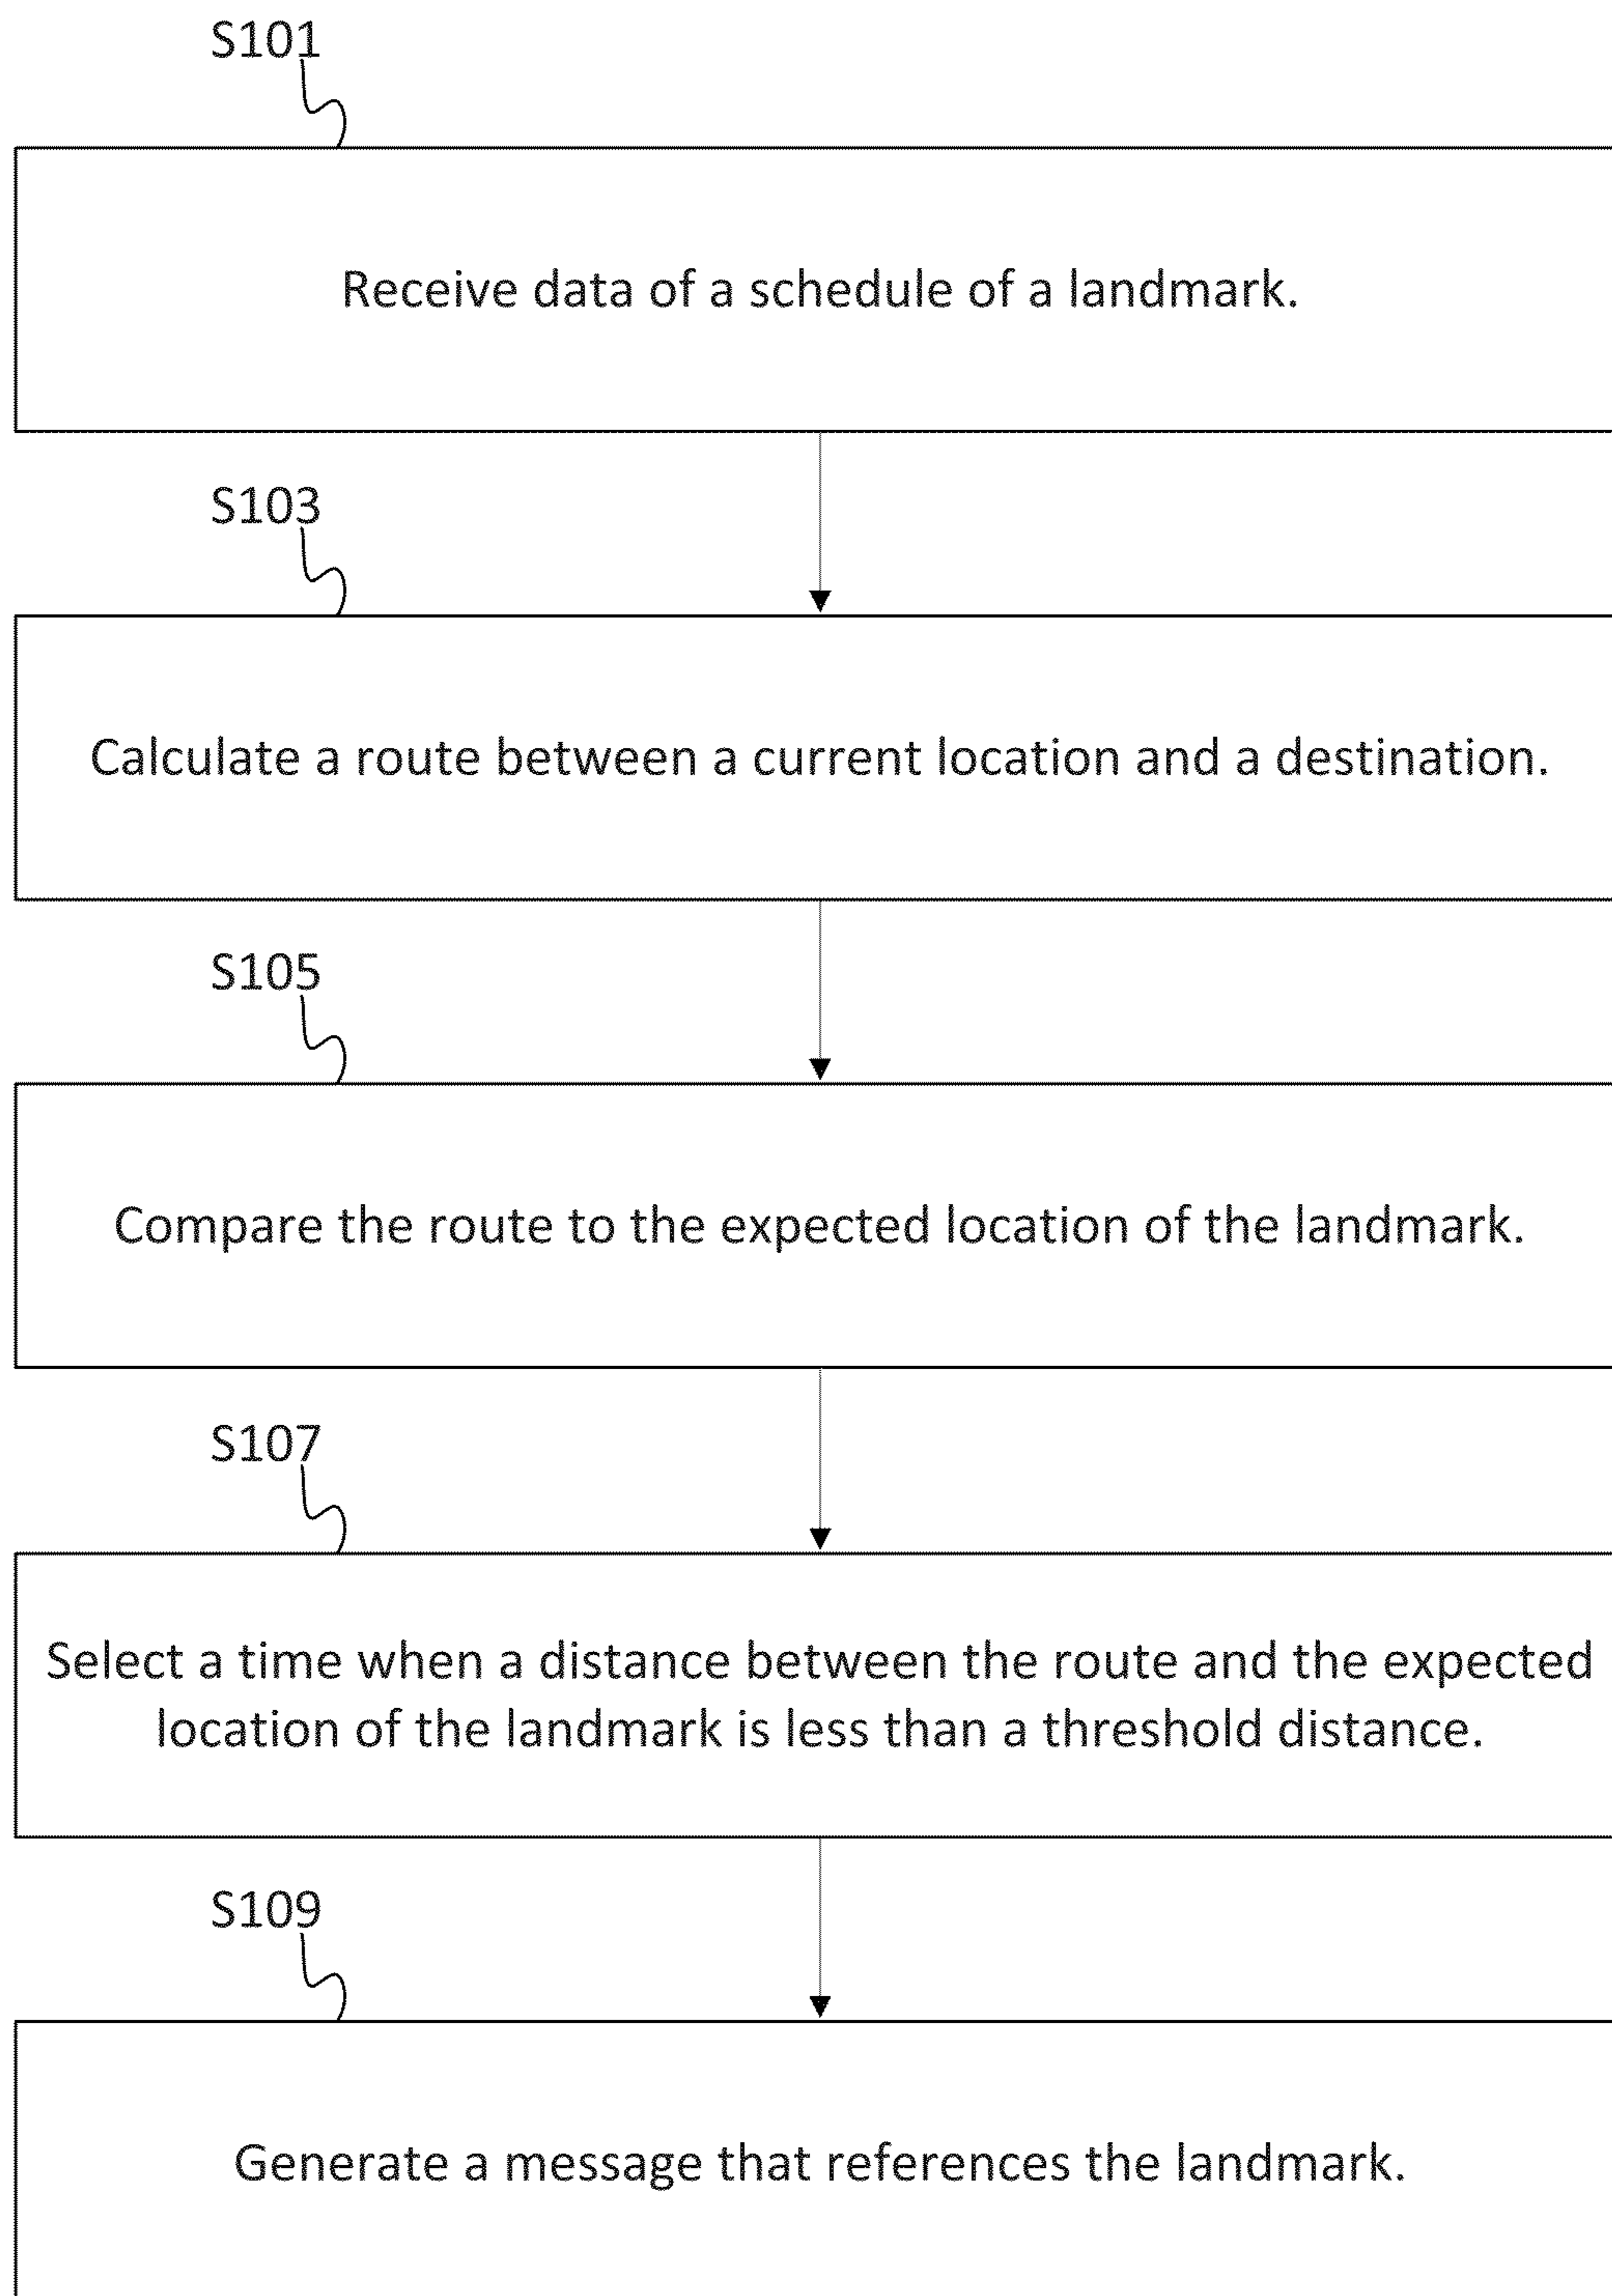 S101
Receive data of a schedule of a landmark.
S103
Calculate a route between a current location and a destination.
S105
Compare the route to the expected location of the landmark.
S107
Select a time when a distance between the route and the expected
location of the landmark is less than a threshold distance.
S109
Generate a message that references the landmark.